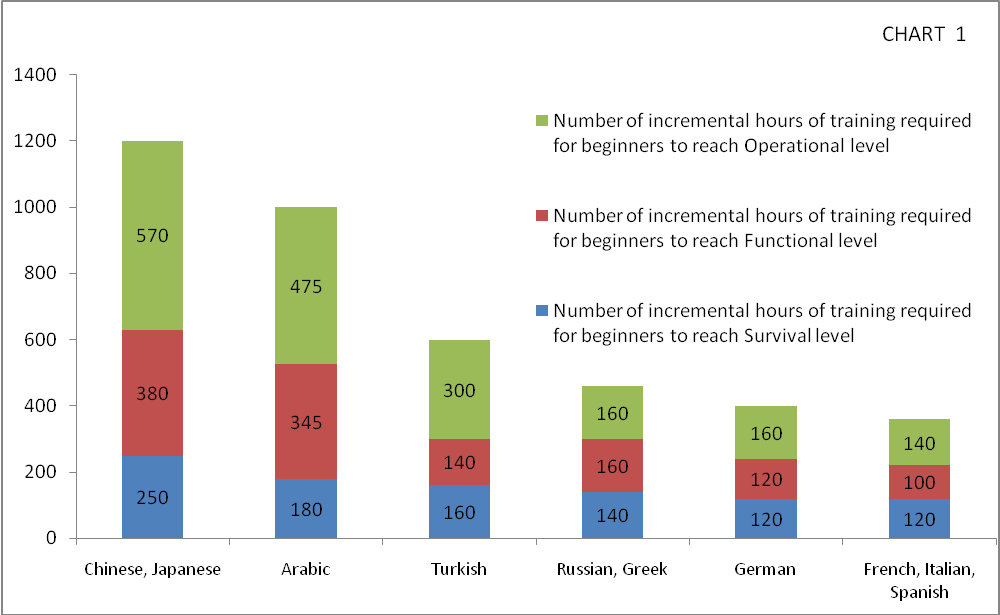 CHART 1
1400
1200
1000
800
600
400
200
0
Number of incremental hours of training required
for beginners to reach Operational level
Number of incremental hours of training required
for beginners to reach Functional level
Number of incremental hours of training required
for beginners to reach Survival level
570
380
250
475
345
180
300
140
160
160
160
140
160
120
120
140
100
120
Chinese, Japanese
Arabic
Turkish
Russian, Greek
German
French, Italian,
Spanish